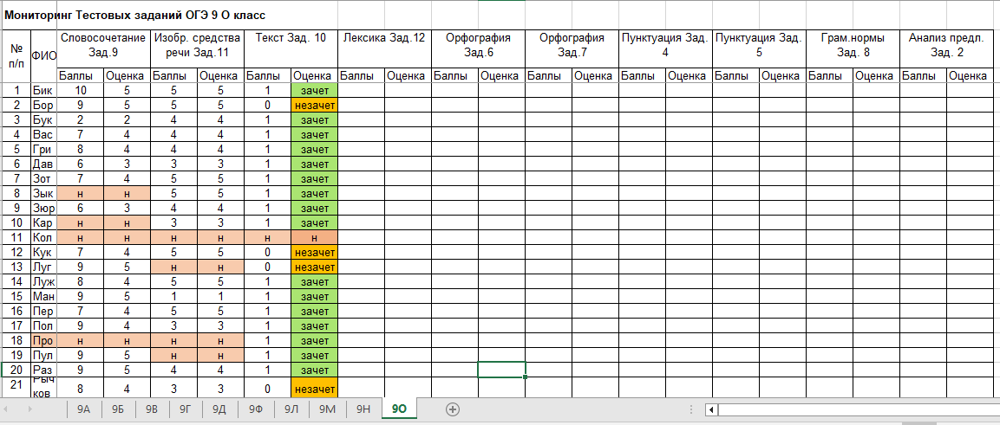 Мониторинг Тестовых заданий ОГЭ 9 О класс
№ п/п ФИО Словосочетание Зад.9 Изобр. средства речи Зад.11 Текст Зад. 10 Лексика Зад.12 Орфография Зад.6 Орфография Зад.7 Пунктуация Зад. 4 Пунктуация Зад. 5 Грам.нормы Зад. 8 Анализ предл. Зад. 2
Баллы Оценка Баллы Оценка Баллы Оценка Баллы Оценка Баллы Оценка Баллы Оценка Баллы Оценка Баллы Оценка Баллы Оценка Баллы Оценка
1 Бик 10 5 5 5 1 зачет
2 Бор 9 5 5 5 0 незачет
3 Бук 2 2 4 4 1 зачет
4 Вас 7 4 4 4 1 зачет
5 Гри 8 4 4 4 1 зачет
6 Дав 6 3 3 3 1 зачет
7 Зот 7 4 5 5 1 зачет
8 Зык н н 5 5 1 зачет
9 Зюр 6 3 4 4 1 зачет
10 Кар н н 3 3 1 зачет
11 Кол н н н н н н
12 Кук 7 4 5 5 0 незачет
13 Луг 9 5 н н 0 незачет
14 Луж 8 4 5 5 1 зачет
15 Ман 9 5 1 1 1 зачет
16 Пер 7 4 5 5 1 зачет
17 Пол 9 4 3 3 1 зачет
18 Про н н н н 1 зачет
19 Пул 9 5 н н 1 зачет
20 Раз 9 5 4 4 1 зачет
21 Рыч ков 8 4 3 3 0 незачет
9А 9Б 9В 9Г 9Д 9Ф 9Л 9М 9Н 9О